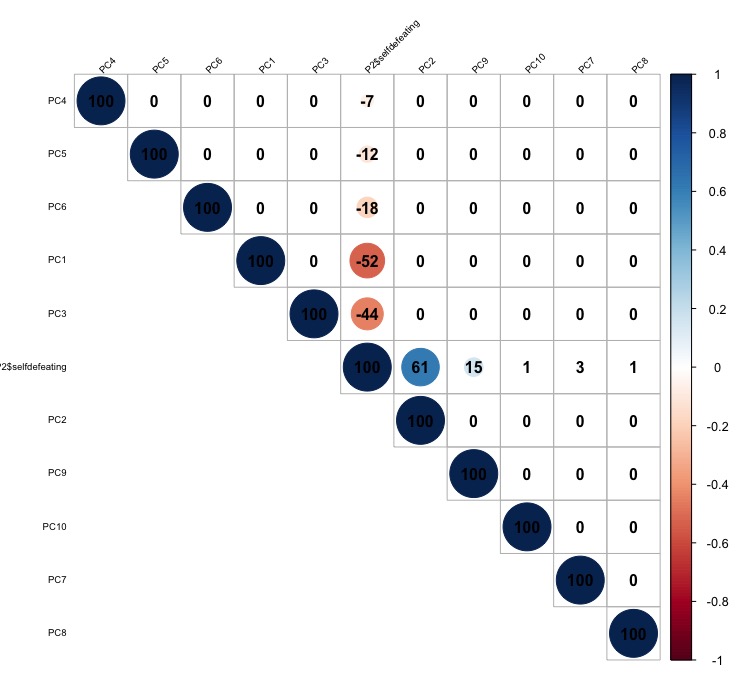 PC4 PC5 PC6 PC1 PC3 P2$selfdefeating PC2 PC9 PC10 PC7 PC8
PC4 100 0 0 0 0 -7 0 0 0 0 0
PC5 100 0 0 0 -12 0 0 0 0 0
PC6 100 0 0 -18 0 0 0 0 0
PC1 100 0 -52 0 0 0 0 0
PC3 100 -44 0 0 0 0 0
P2$selfdefeating 100 61 15 1 3 1
PC2 100 0 0 0 0
PC9 100 0 0 0
PC10 100 0 0
PC7 100 0
PC8 100
1
0.8
0.6
0.4
0.2
0
-0.2
-0.4
-0.6
-0.8
-1